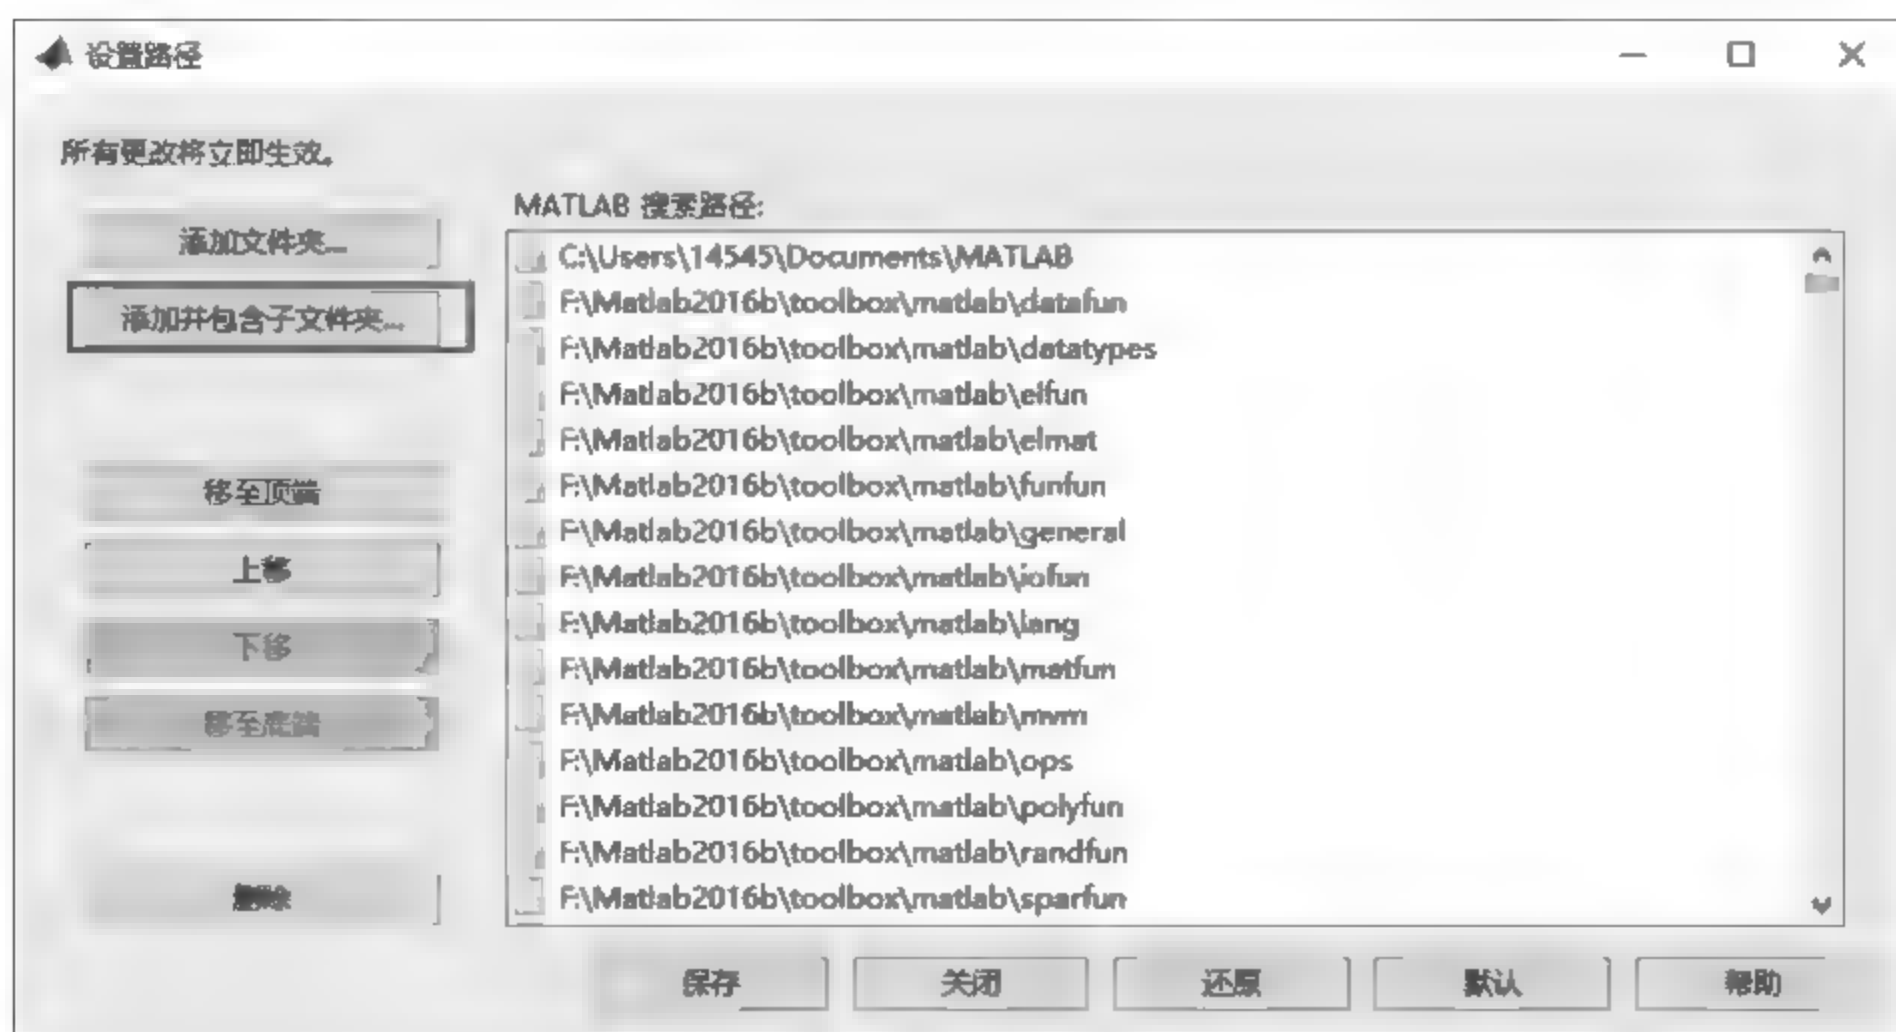 设置路径
所有更改将立即生效。
添加文件夹...
添加并包含子文件夹...
移至顶端
上移
下移
移至底端
删除
MATLAB 搜索路径:
C:\Users\14545\Documents\MATLAB
F:\Matlab2016b\toolbox\matlab\datafun
F:\Matlab2016b\toolbox\matlab\datatypes
F:\Matlab2016b\toolbox\matlab\elfun
F:\Matlab2016b\toolbox\matlab\elmat
F:\Matlab2016b\toolbox\matlab\funfun
F:\Matlab2016b\toolbox\matlab\general
F:\Matlab2016b\toolbox\matlab\iofun
F:\Matlab2016b\toolbox\matlab\lang
F:\Matlab2016b\toolbox\matlab\matfun
F:\Matlab2016b\toolbox\matlab\mvm
F:\Matlab2016b\toolbox\matlab\ops
F:\Matlab2016b\toolbox\matlab\polyfun
F:\Matlab2016b\toolbox\matlab\randfun
F:\Matlab2016b\toolbox\matlab\sparfun
保存 关闭 还原 默认 帮助